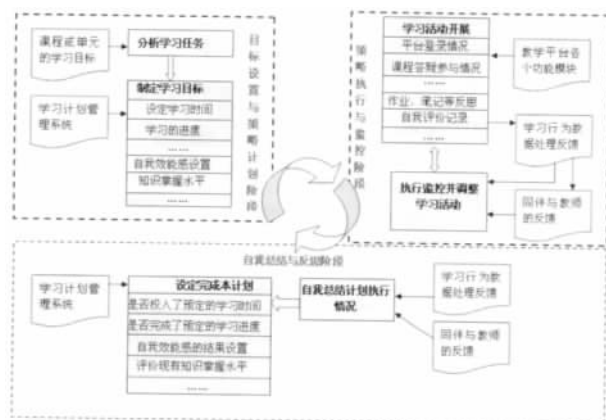 课程或单元
的学习目标
分析学习任务
目标设置与策略计划阶段
学习计划管
理系统
制定学习目标
设定学习时间
学习的进度
……
自我效能感设置
知识掌握水平
策略执行与监控阶段
学习活动开展
平台登录情况
课程答疑参与情况
……
作业、笔记等反思
自我评价记录
教学平台各
个功能模块
学习行为数
据处理反馈
执行监控并调整
学习活动
同伴与教师
的反馈
自我总结与反思阶段
学习计划管
理系统
设定完成本计划
是否投入了预定的学习时间
是否完成了预定的学习进度
自我效能感的结果设置
评价现有知识掌握水平
……
自我总结计划执行
情况
学习行为数
据处理反馈
同伴与教师
的反馈